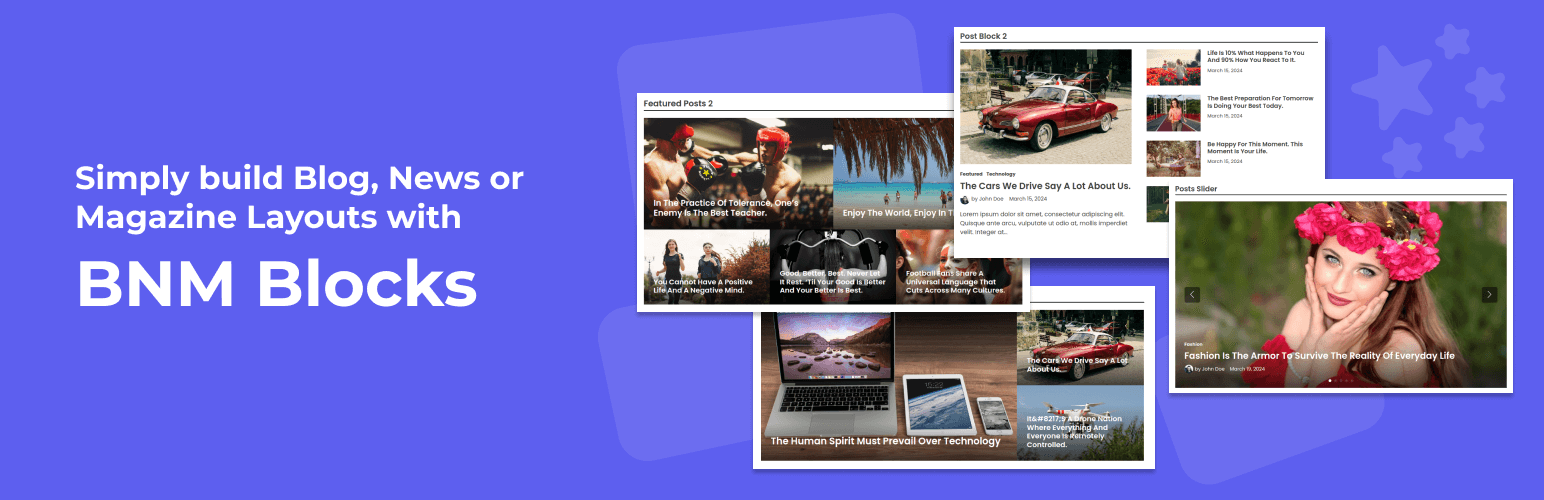 Simply build Blog, News or
Magazine Layouts with
BNM Blocks
Featured Posts 2
In The Practice Of Tolerance, One's
Enemy Is The Best Teacher.
Enjoy The World, Enjoy In T
You Cannot Have A Positive
Life And A Negative Mind.
Good, Better, Best. Never Let
It Rest. 'Til Your Good Is Better
And Your Better Is Best.
Football Fans Share A
Universal Language That
Cuts Across Many Cultures.
Post Block 2
Featured Technology
The Cars We Drive Say A Lot About Us.
by John Doe March 15, 2024
Lorem ipsum dolor sit amet, consectetur adipiscing elit.
Quisque ante arcu, vulputate ut odio at, mollis imperdiet
velit. Integer at...
Life Is 10% What Happens To You
And 90% How You React To It.
March 15, 2024
The Best Preparation For Tomorrow
Is Doing Your Best Today.
March 15, 2024
Be Happy For This Moment. This
Moment Is Your Life.
March 15, 2024
15:22
The Human Spirit Must Prevail Over Technology
The Cars We Drive Say A Lot
About Us.
It&#8217;s A Drone Nation
Where Everything And
Everyone Is Remotely
Controlled.
Posts Slider
Fashion
Fashion Is The Armor To Survive The Reality Of Everyday Life
by John Doe March 19, 2024